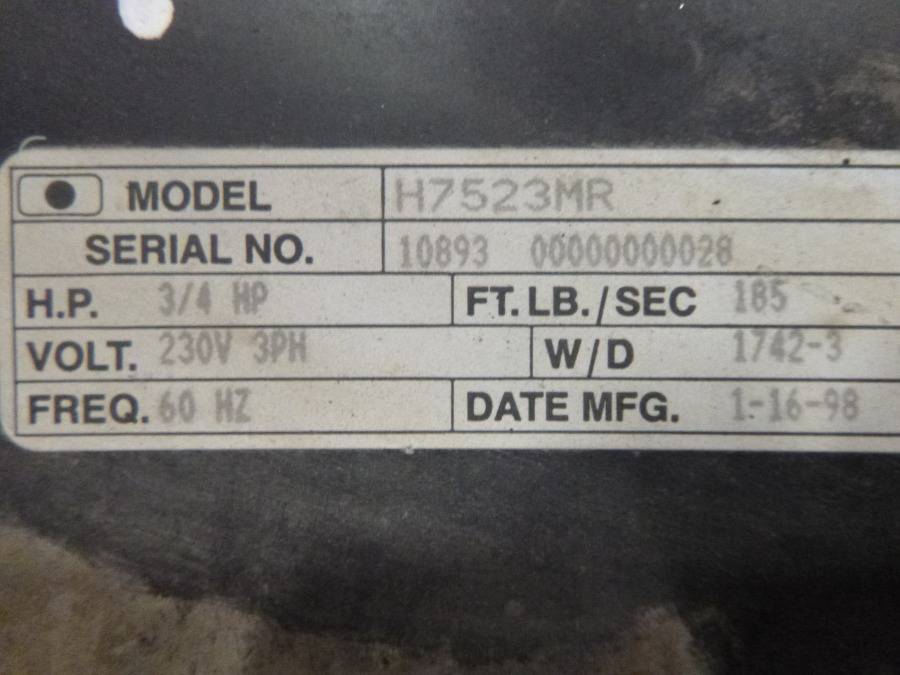 MODEL H7523MR
SERIAL NO. 10893 00000000028
H.P. 3/4 HP FT. LB./SEC 185
VOLT. 230V 3PH W/D 1742-3
FREQ. 60 HZ DATE MFG. 1-16-98